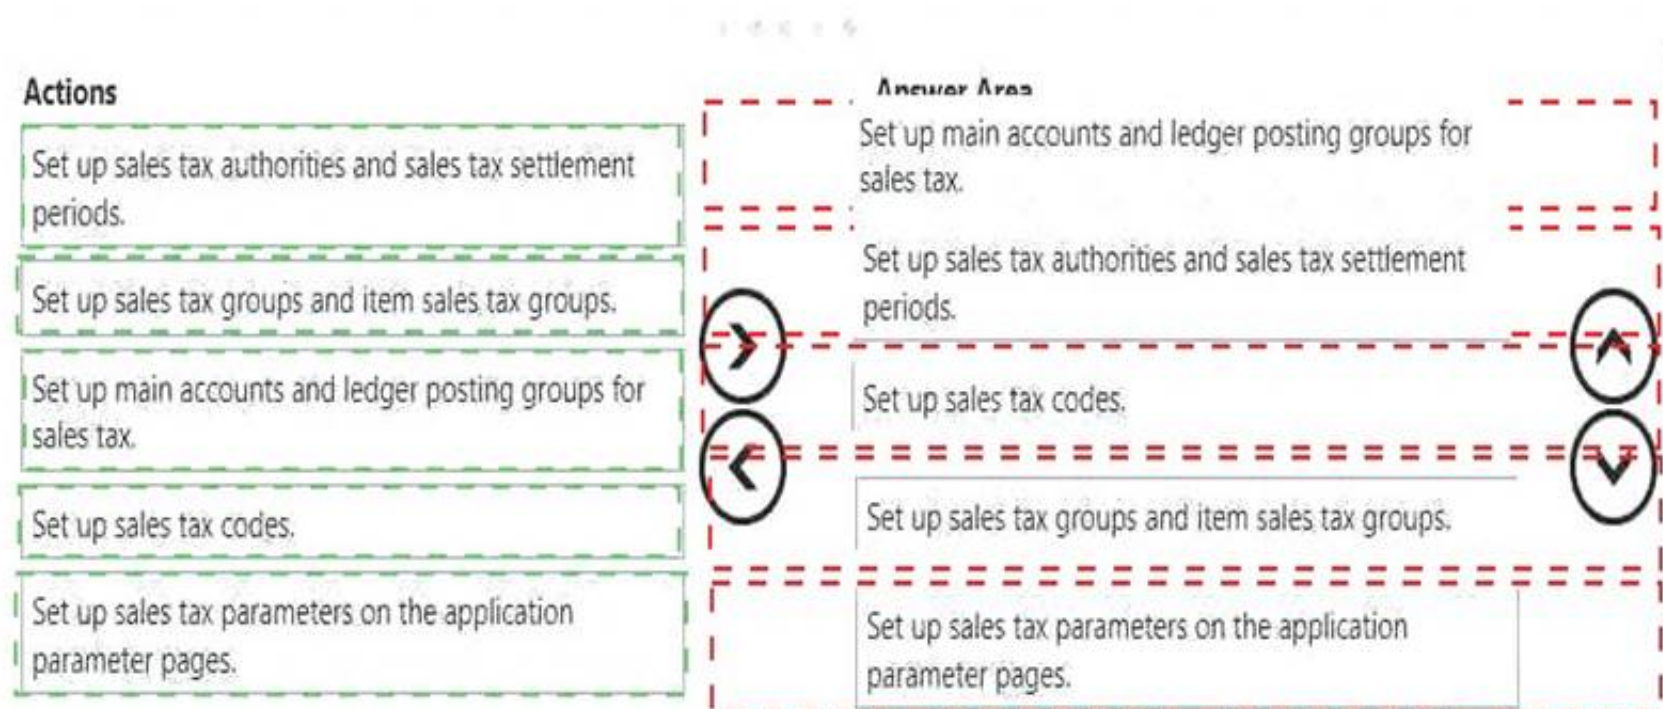 Actions
Set up sales tax authorities and sales tax settlement
periods.
Set up sales tax groups and item sales tax groups.
Set up main accounts and ledger posting groups for
sales tax.
Set up sales tax codes.
Set up sales tax parameters on the application
parameter pages.
Answer Area
Set up main accounts and ledger posting groups for
sales tax.
Set up sales tax authorities and sales tax settlement
periods.
Set up sales tax codes.
Set up sales tax groups and item sales tax groups.
Set up sales tax parameters on the application
parameter pages.